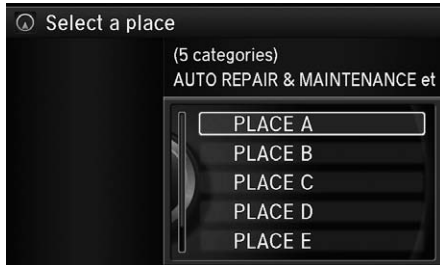 Select a place
(5 categories)
AUTO REPAIR & MAINTENANCE et
PLACE A
PLACE B
PLACE C
PLACE D
PLACE E